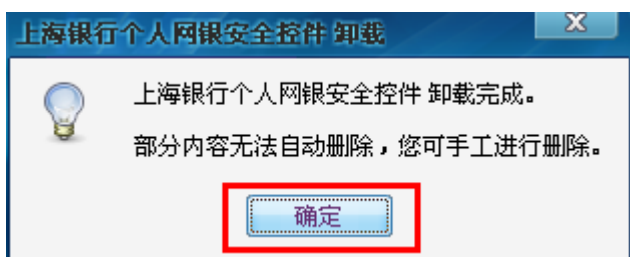 上海银行个人网银安全控件 卸载
上海银行个人网银安全控件 卸载完成。
部分内容无法自动删除，您可手工进行删除。
确定